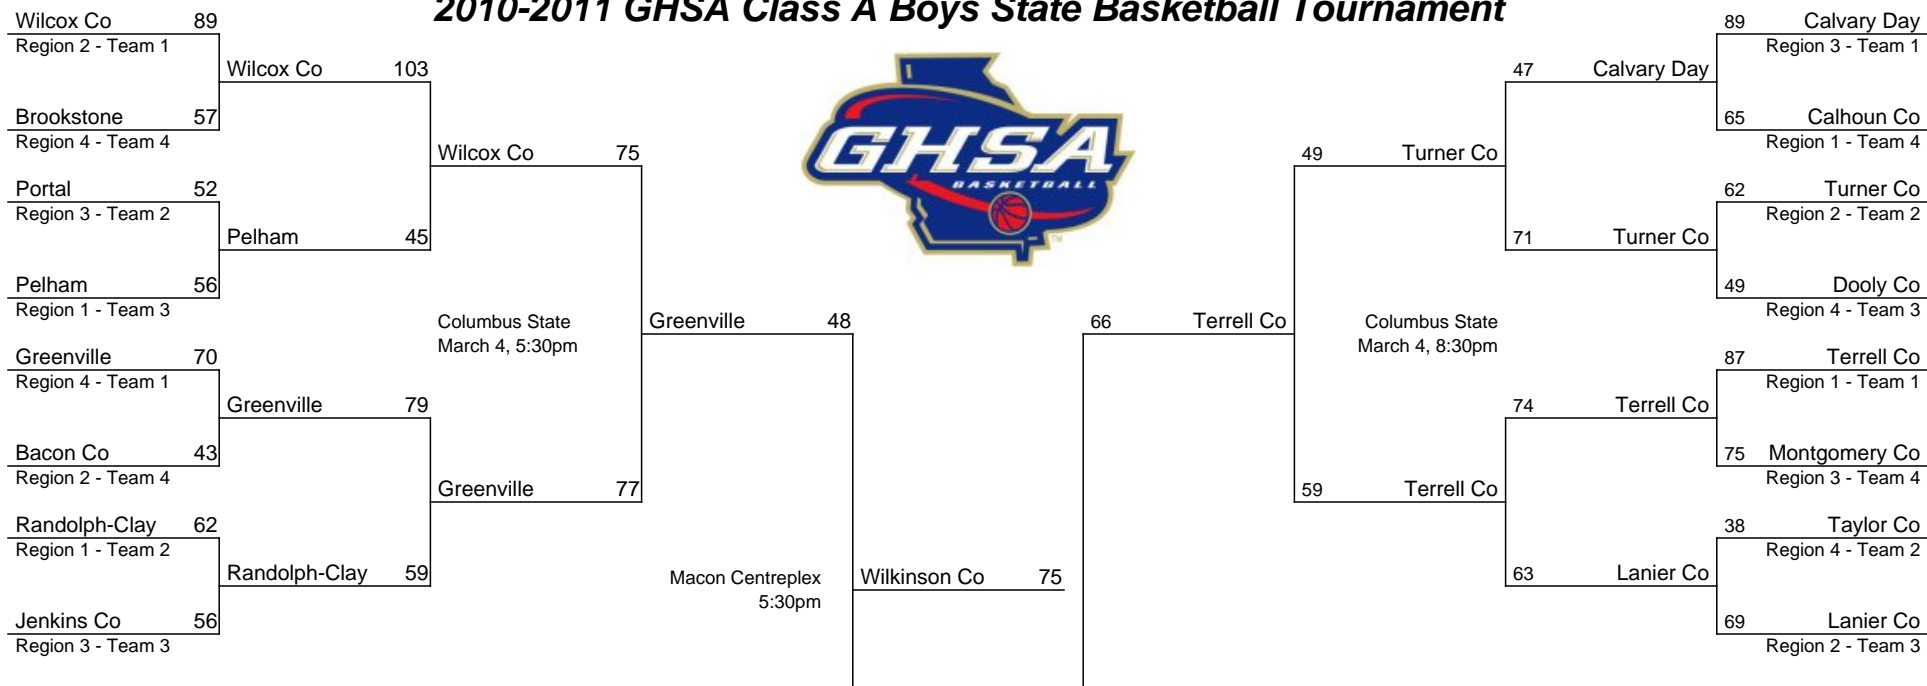 2010-2011 GHSA Class A Boys State Basketball Tournament
Wilcox Co 89
Region 2 - Team 1
Brookstone 57
Region 4 - Team 4
Portal 52
Region 3 - Team 2
Pelham 56
Region 1 - Team 3
Greenville 70
Region 4 - Team 1
Bacon Co 43
Region 2 - Team 4
Randolph-Clay 62
Region 1 - Team 2
Jenkins Co 56
Region 3 - Team 3
Wilcox Co 103
Pelham 45
Greenville 79
Randolph-Clay 59
Wilcox Co 75
Columbus State
March 4, 5:30pm
Greenville 77
Greenville 48
Macon Centreplex
5:30pm
Wilkinson Co 75
GHSA
BASKETBALL
TM
66 Terrell Co
49 Turner Co
Columbus State
March 4, 8:30pm
59 Terrell Co
47 Calvary Day
71 Turner Co
74 Terrell Co
63 Lanier Co
89 Calvary Day
Region 3 - Team 1
65 Calhoun Co
Region 1 - Team 4
62 Turner Co
Region 2 - Team 2
49 Dooly Co
Region 4 - Team 3
87 Terrell Co
Region 1 - Team 1
75 Montgomery Co
Region 3 - Team 4
38 Taylor Co
Region 4 - Team 2
69 Lanier Co
Region 2 - Team 3